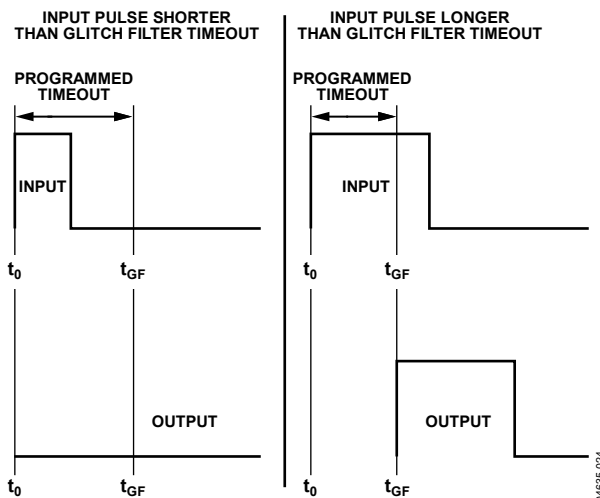 INPUT PULSE SHORTER
THAN GLITCH FILTER TIMEOUT
PROGRAMMED
TIMEOUT
INPUT
t0
tGF
OUTPUT
t0
tGF
INPUT PULSE LONGER
THAN GLITCH FILTER TIMEOUT
PROGRAMMED
TIMEOUT
INPUT
t0
tGF
OUTPUT
t0
tGF